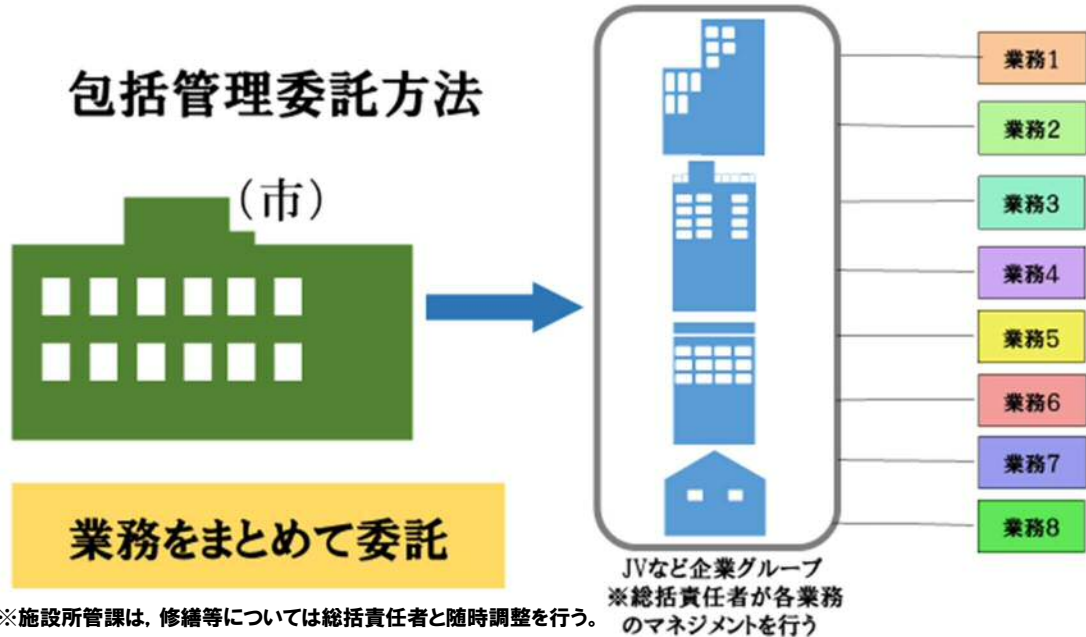 包括管理委託方法
(市)
業務をまとめて委託
※施設所管課は，修繕等については総括責任者と随時調整を行う。
JVなど企業グループ
※総括責任者が各業務
のマネジメントを行う
業務1
業務2
業務3
業務4
業務5
業務6
業務7
業務8